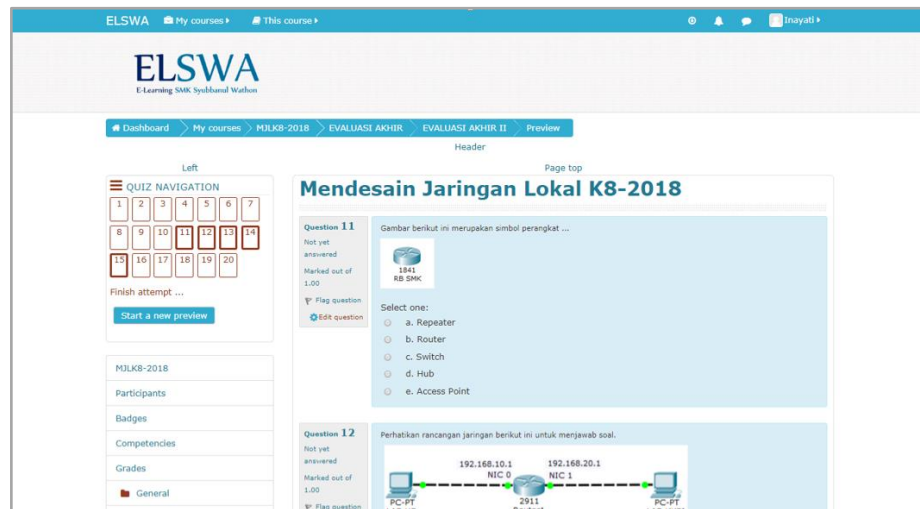 ELSWA My courses This course Inayati
ELSWA
E-Learning SMK Syubbanul Wathon
Dashboard My courses MJLK8-2018 EVALUASI AKHIR EVALUASI AKHIR II Preview
Header
Left
Page top
QUIZ NAVIGATION
1 2 3 4 5 6 7
8 9 10 11 12 13 14
15 16 17 18 19 20
Finish attempt ...
Start a new preview
MJLK8-2018
Participants
Badges
Competencies
Grades
General
Mendesain Jaringan Lokal K8-2018
Question 11
Not yet
answered
Marked out of
1.00
Flag question
Edit question
Gambar berikut ini merupakan simbol perangkat ...
1841
RB SMK
Select one:
a. Repeater
b. Router
c. Switch
d. Hub
e. Access Point
Question 12
Not yet
answered
Marked out of
1.00
Flag question
Perhatikan rancangan jaringan berikut ini untuk menjawab soal.
192.168.10.1 192.168.20.1
NIC 0 NIC 1
PC-PT 2911 PC-PT